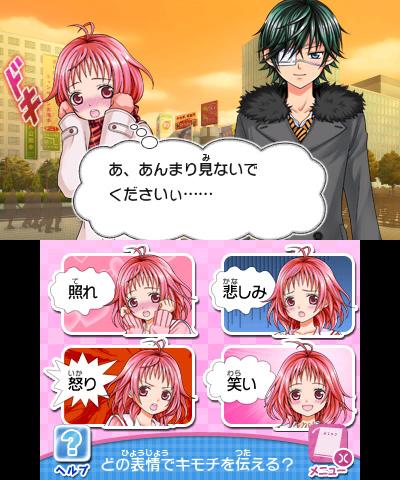 ドキ
あ、あんまり見ないで
くださいぃ……
照れ
悲しみ
怒り
笑い
?
ヘルプ
どの表情でキモチを伝える？
メニュー